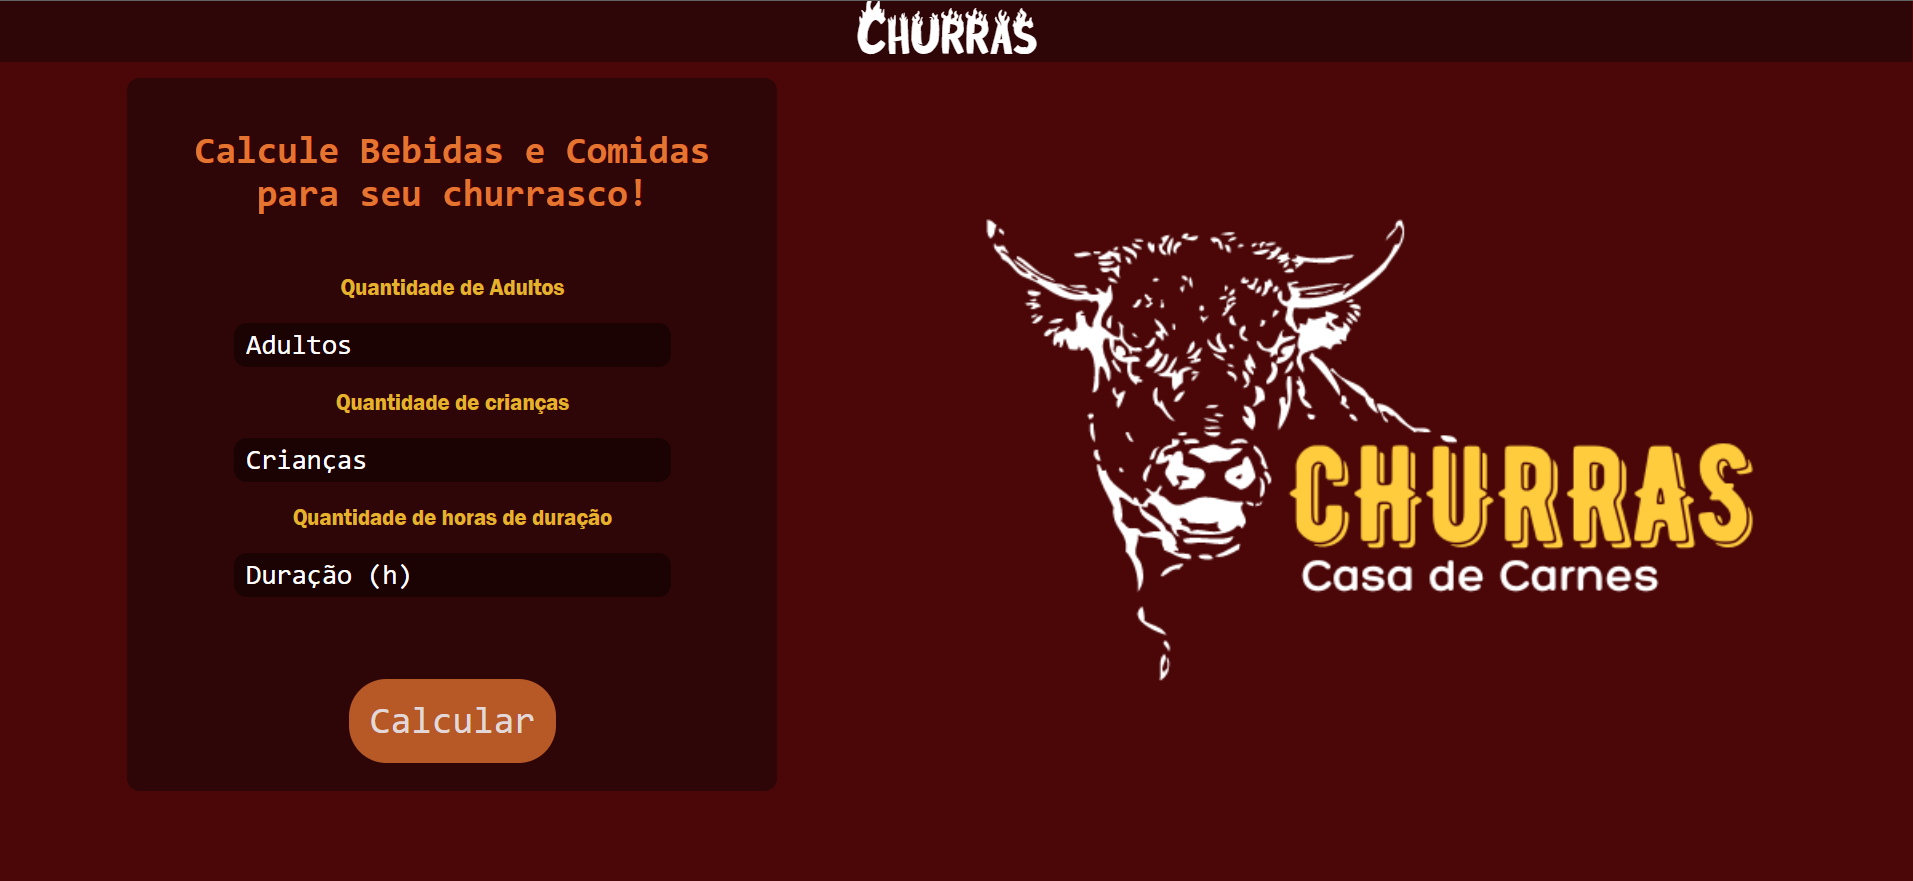 CHURRAS
Calcule Bebidas e Comidas
para seu churrasco!
Quantidade de Adultos
Adultos
Quantidade de crianças
Crianças
Quantidade de horas de duração
Duração (h)
Calcular
CHURRAS
Casa de Carnes